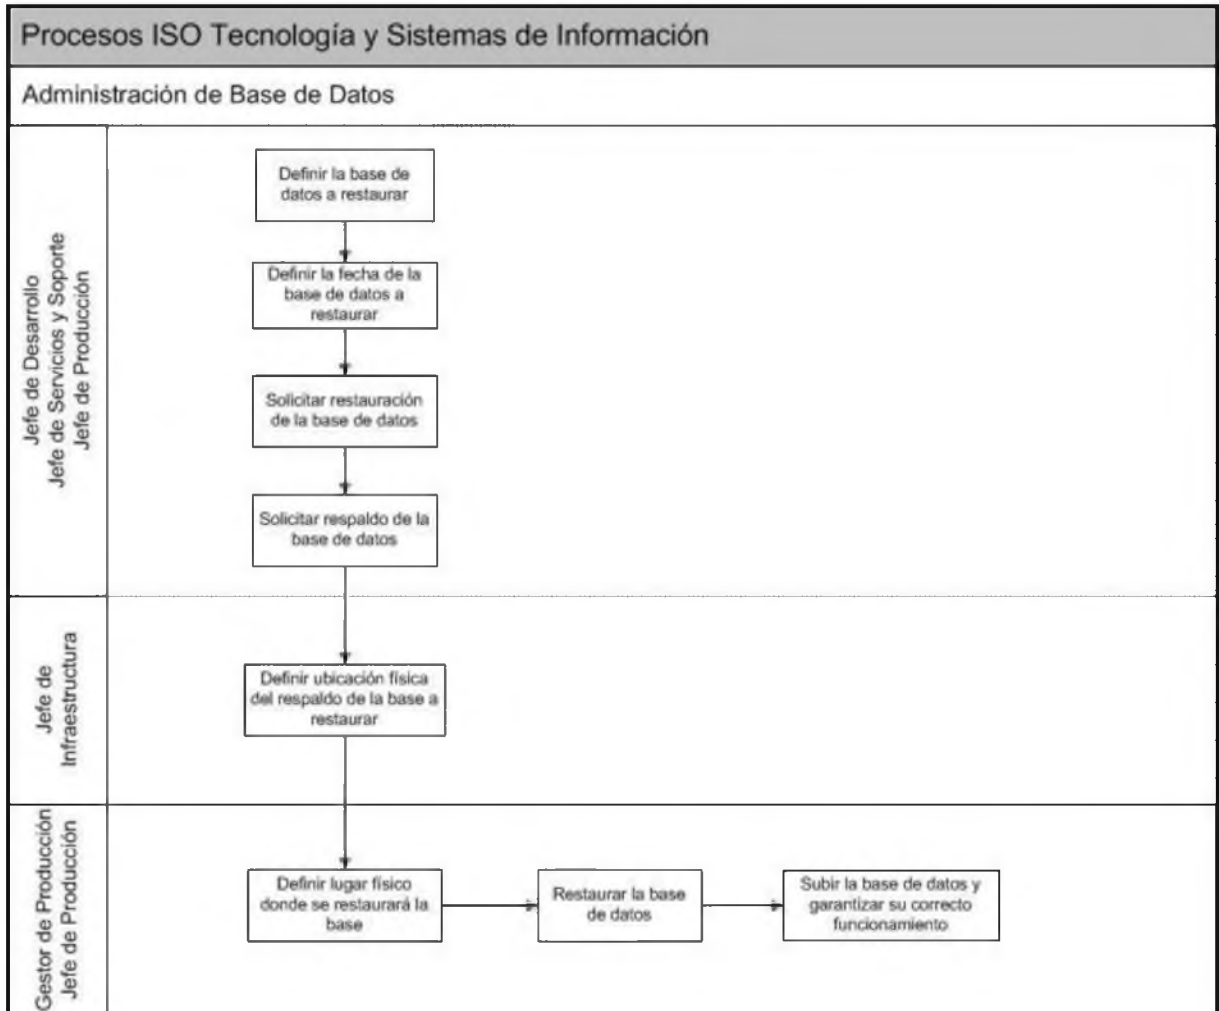 Procesos ISO Tecnología y Sistemas de Información
Administración de Base de Datos
Jefe de Desarrollo
Jefe de Servicios y Soporte
Jefe de Producción
Definir la base de
datos a restaurar
Definir la fecha de la
base de datos a
restaurar
Solicitar restauración
de la base de datos
Solicitar respaldo de la
base de datos
Jefe de
Infraestructura
Definir ubicación física
del respaldo de la base a
restaurar
Gestor de Producción
Jefe de Producción
Definir lugar físico
donde se restaurará la
base
Restaurar la base
de datos
Subir la base de datos y
garantizar su correcto
funcionamiento